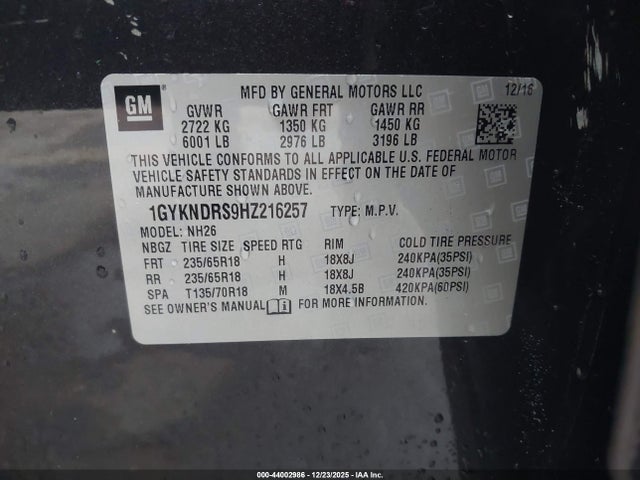 GM
MFD BY GENERAL MOTORS LLC 12/16
GVWR GAWR FRT GAWR RR
2722 KG 1350 KG 1450 KG
6001 LB 2976 LB 3196 LB
THIS VEHICLE CONFORMS TO ALL APPLICABLE U.S. FEDERAL MOTOR
VEHICLE SAFETY STANDARDS IN EFFECT ON THE DATE OF
MANUFACTURE SHOWN ABOVE.
1GYKNDRS9HZ216257 TYPE: M.P.V.
MODEL: NH26
NBGZ TIRE SIZE SPEED RTG RIM COLD TIRE PRESSURE
FRT 235/65R18 H 18X8J 240KPA(35PSI)
RR 235/65R18 H 18X8J 240KPA(35PSI)
SPA T135/70R18 M 18X4.5B 420KPA(60PSI)
SEE OWNER'S MANUAL FOR MORE INFORMATION.
000-44002986 - 12/23/2025 - IAA Inc.